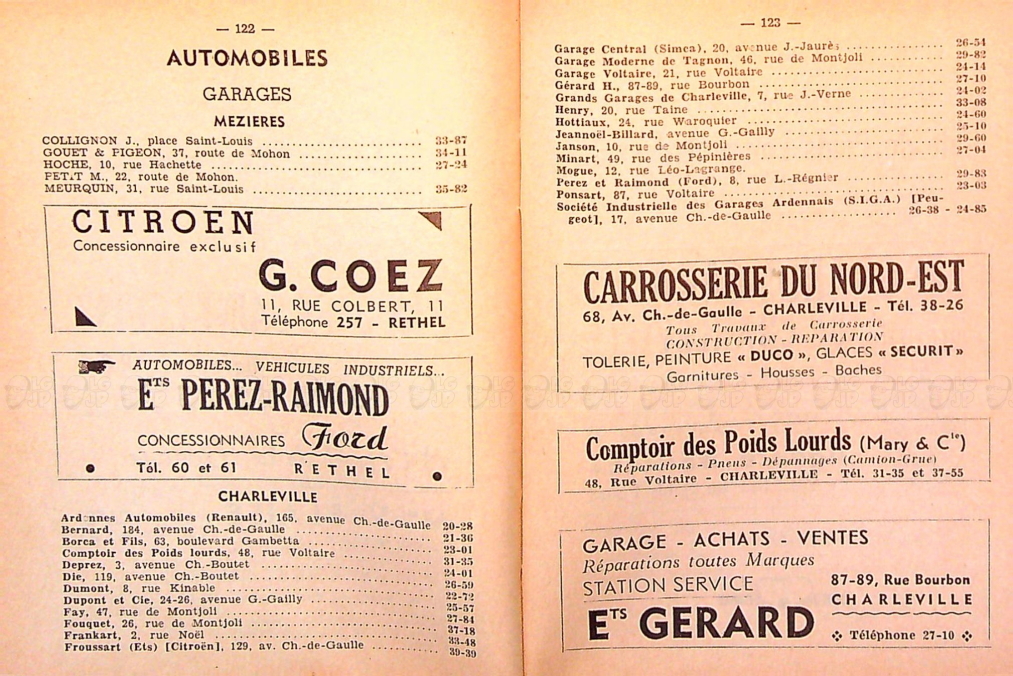 — 122 —
AUTOMOBILES
GARAGES
MEZIERES
COLLIGNON J., place Saint-Louis .......... 33-87
GOUET & PIGEON, 37, route de Mohon .......... 34-11
HOCHE, 10, rue Hachette .......... 27-24
PETIT M., 22, route de Mohon.
MEURQUIN, 31, rue Saint-Louis .......... 35-82
CITROEN
Concessionnaire exclusif
G. COEZ
11, RUE COLBERT, 11
Téléphone 257 - RETHEL
AUTOMOBILES... VEHICULES INDUSTRIELS...
ETS PEREZ-RAIMOND
CONCESSIONNAIRES Ford
Tél. 60 et 61 RETHEL
CHARLEVILLE
Ardennes Automobiles (Renault), 165, avenue Ch.-de-Gaulle 20-28
Bernard, 184, avenue Ch.-de-Gaulle .......... 21-36
Borca et Fils, 63, boulevard Gambetta .......... 23-01
Comptoir des Poids lourds, 48, rue Voltaire .......... 31-35
Deprez, 3, avenue Ch.-Boutet .......... 24-01
Die, 119, avenue Ch.-Boutet .......... 26-59
Dumont, 8, rue Kinable .......... 22-72
Dupont et Cie, 24-26, avenue G.-Gailly .......... 25-57
Fay, 47, rue de Montjoli .......... 27-84
Fouquet, 26, rue de Montjoli .......... 37-18
Frankart, 2, rue Noël .......... 33-48
Froussart (Ets) [Citroën], 129, av. Ch.-de-Gaulle .......... 39-39
— 123 —
Garage Central (Simca), 20, avenue J.-Jaurès .......... 26-54
Garage Moderne de Tagnon, 46, rue de Montjoli .......... 29-82
Garage Voltaire, 21, rue Voltaire .......... 24-14
Gérard H., 87-89, rue Bourbon .......... 27-10
Grands Garages de Charleville, 7, rue J.-Verne .......... 24-02
Henry, 20, rue Taine .......... 33-08
Hottiaux, 24, rue Waroquier .......... 24-60
Jeannoël-Billard, avenue G.-Gailly .......... 25-10
Janson, 10, rue de Montjoli .......... 29-60
Minart, 49, rue des Pépinières .......... 27-04
Mogue, 12, rue Léo-Lagrange.
Perez et Raimond (Ford), 8, rue L.-Régnier .......... 29-83
Ponsart, 87, rue Voltaire .......... 23-03
Société Industrielle des Garages Ardennais (S.I.G.A.) [Peu-
geot], 17, avenue Ch.-de-Gaulle .......... 26-38 - 24-85
CARROSSERIE DU NORD-EST
68, Av. Ch.-de-Gaulle - CHARLEVILLE - Tél. 38-26
Tous Travaux de Carrosserie
CONSTRUCTION - REPARATION
TOLERIE, PEINTURE « DUCO », GLACES « SECURIT »
Garnitures - Housses - Baches
Comptoir des Poids Lourds (Mary & Cie)
Réparations - Pneus - Dépannages (Camion-Grue)
48, Rue Voltaire - CHARLEVILLE - Tél. 31-35 et 37-55
GARAGE - ACHATS - VENTES
Réparations toutes Marques
STATION SERVICE
ETS GERARD
87-89, Rue Bourbon
CHARLEVILLE
Téléphone 27-10